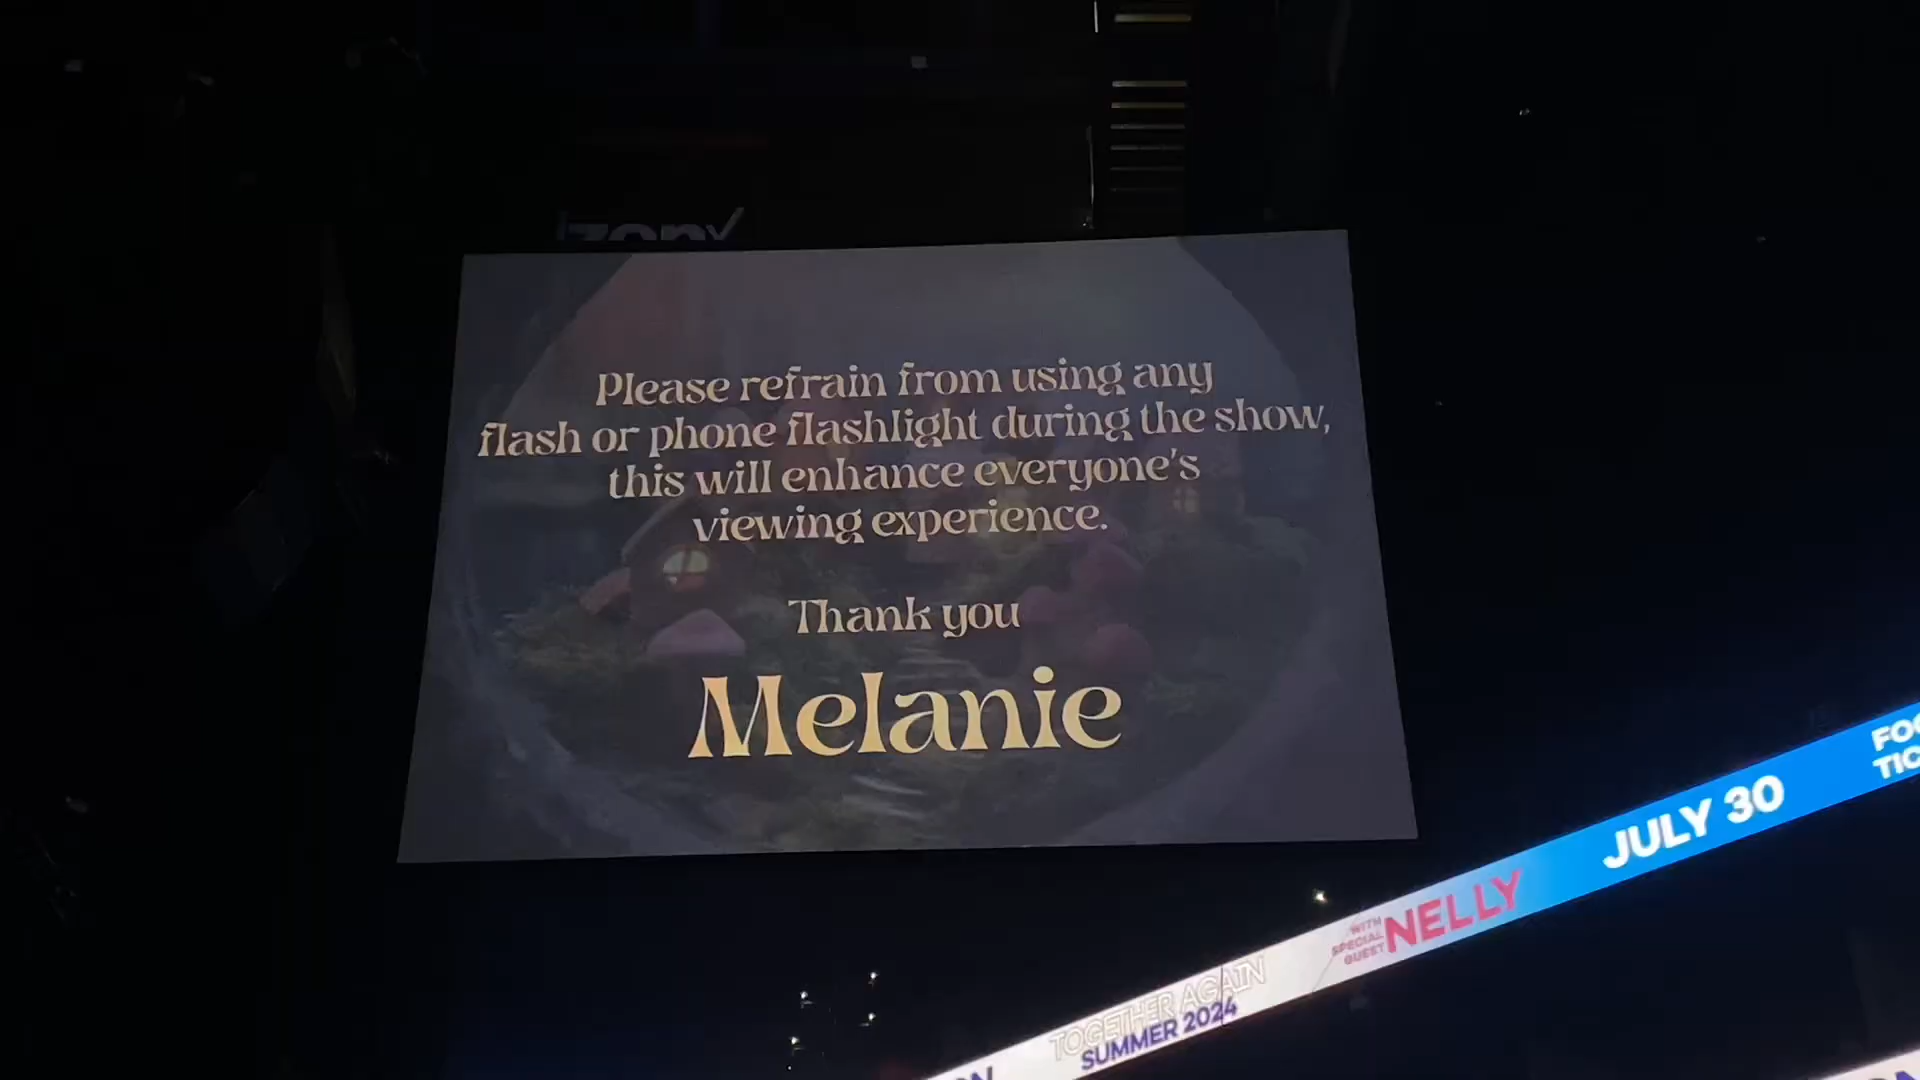 Please refrain from using any
flash or phone flashlight during the show,
this will enhance everyone's
viewing experience.
Thank you
Melanie
JULY 30
WITH
SPECIAL
GUEST
NELLY
TOGETHER AGAIN
SUMMER 2024